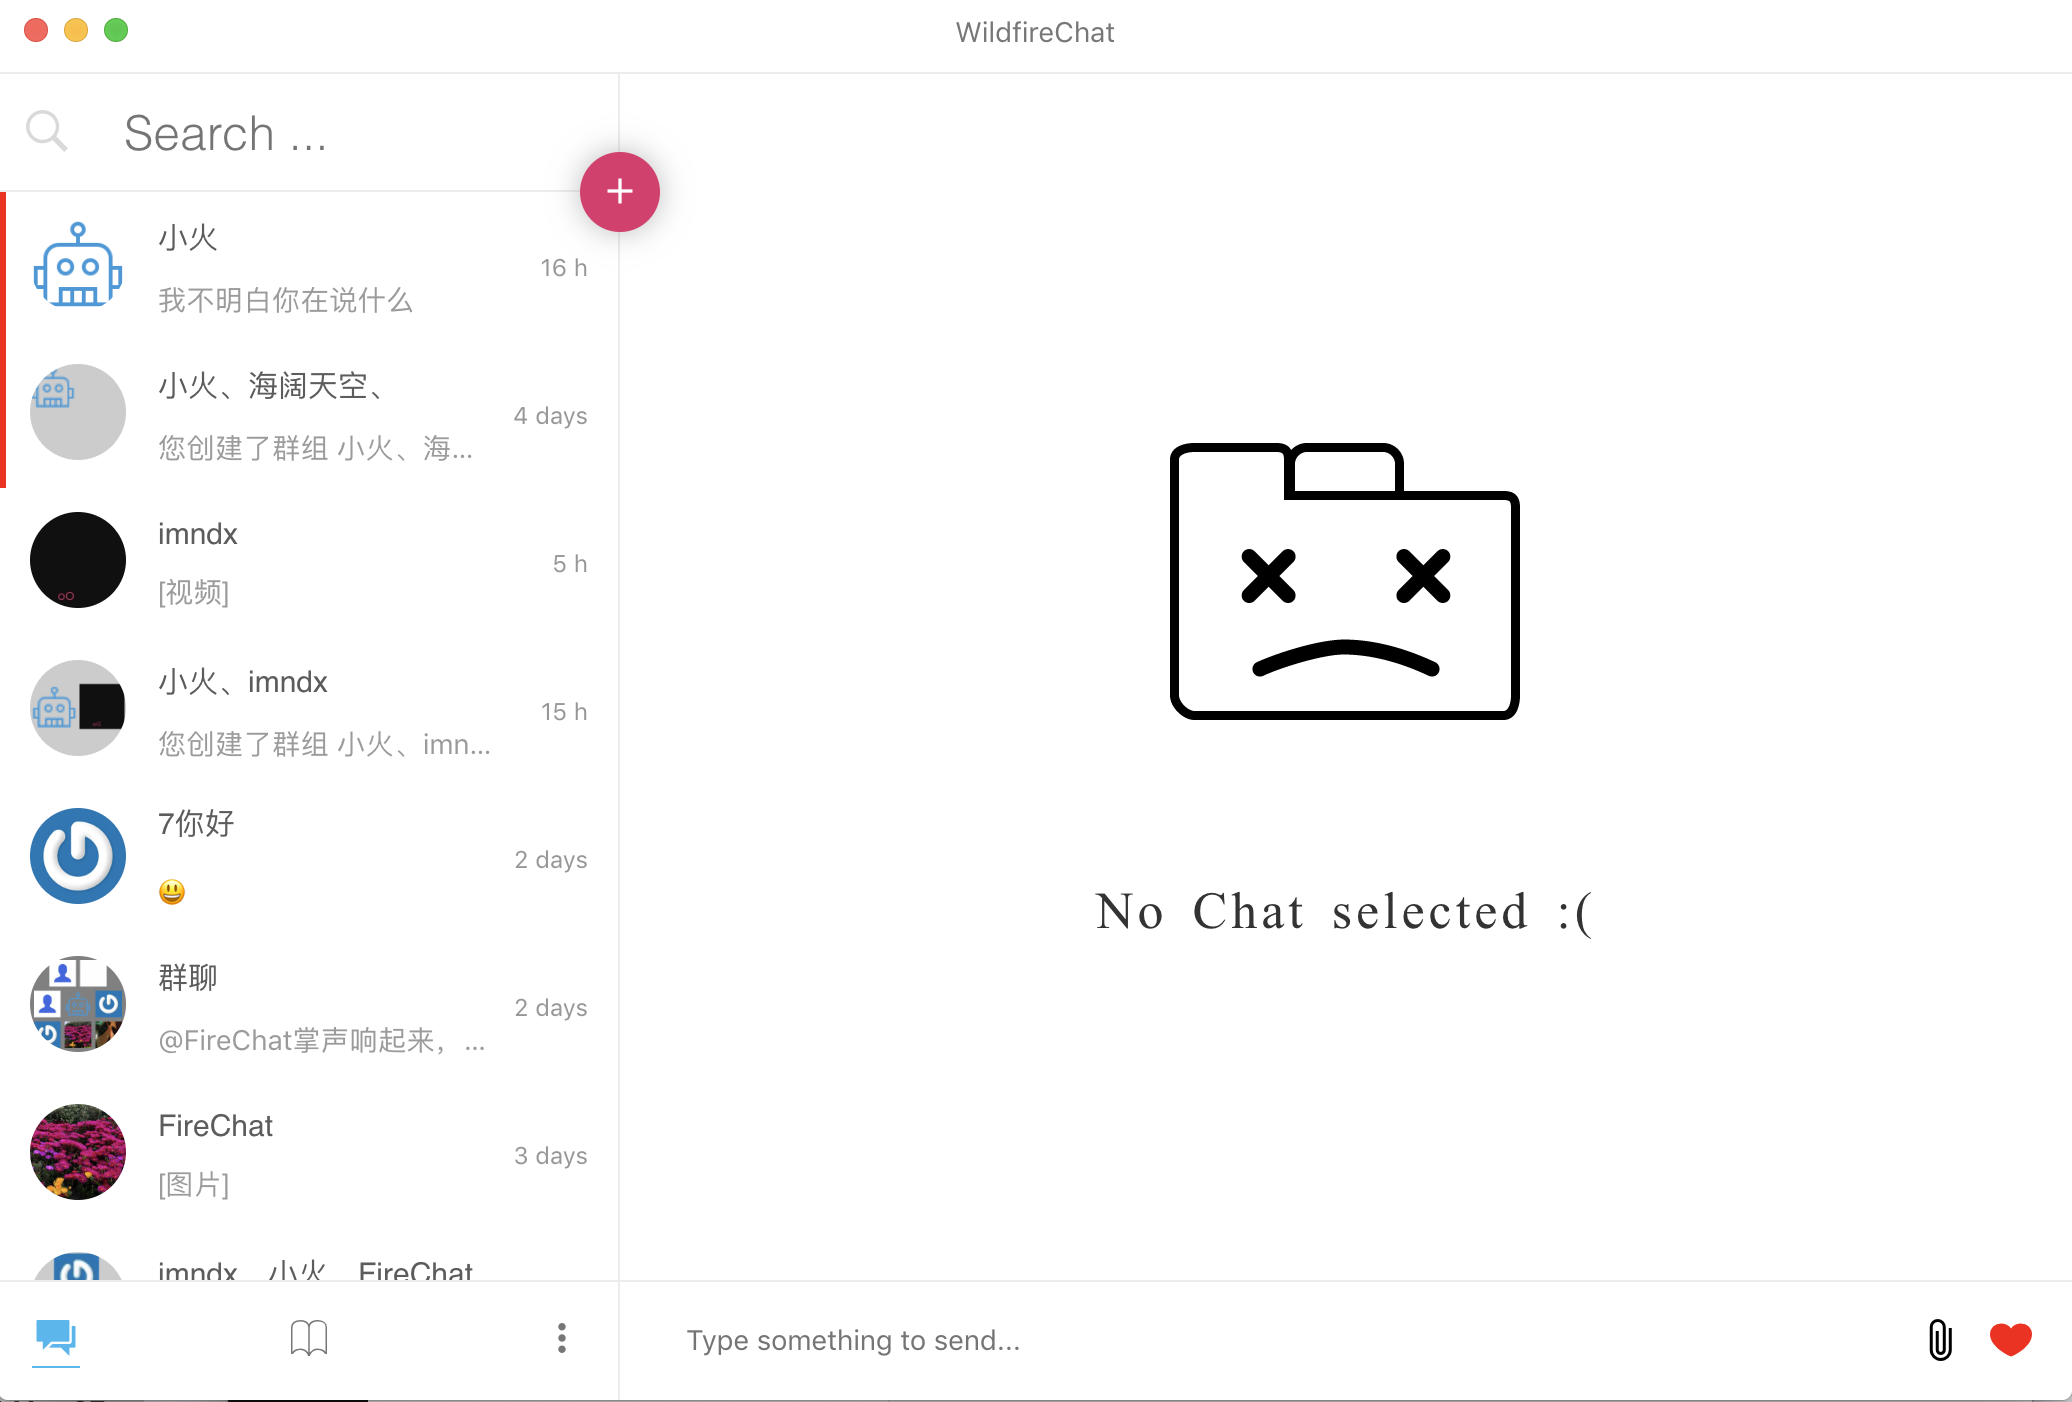 WildfireChat
Search ...
小火
16 h
我不明白你在说什么
小火、海阔天空、
4 days
您创建了群组 小火、海...
imndx
5 h
[视频]
小火、imndx
15 h
您创建了群组 小火、imn...
7你好
2 days
😃
群聊
2 days
@FireChat掌声响起来，...
FireChat
3 days
[图片]
imndx、小火、FireChat
No Chat selected :(
Type something to send...